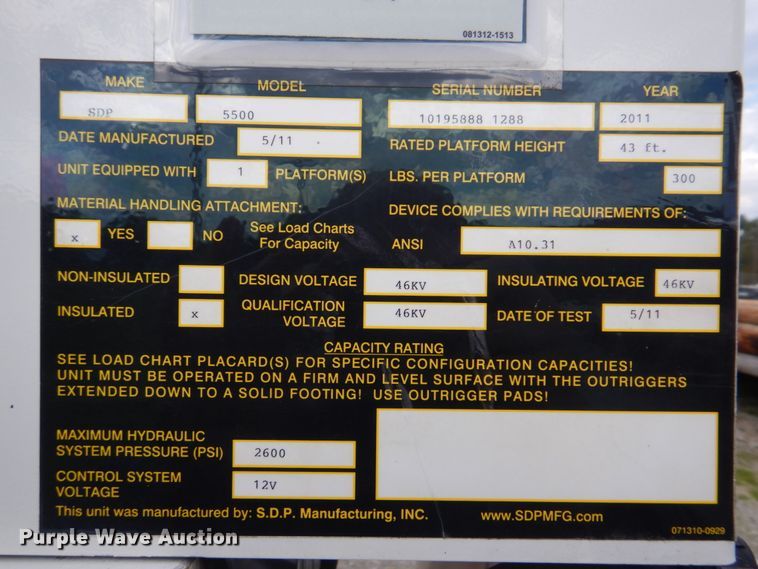 081312-1513
MAKE MODEL SERIAL NUMBER YEAR
SDP 5500 10195888 1288 2011
DATE MANUFACTURED 5/11 RATED PLATFORM HEIGHT 43 ft.
UNIT EQUIPPED WITH 1 PLATFORM(S) LBS. PER PLATFORM 300
MATERIAL HANDLING ATTACHMENT: DEVICE COMPLIES WITH REQUIREMENTS OF:
x YES NO See Load Charts For Capacity ANSI A10.31
NON-INSULATED DESIGN VOLTAGE 46KV INSULATING VOLTAGE 46KV
INSULATED x QUALIFICATION VOLTAGE 46KV DATE OF TEST 5/11
CAPACITY RATING
SEE LOAD CHART PLACARD(S) FOR SPECIFIC CONFIGURATION CAPACITIES!
UNIT MUST BE OPERATED ON A FIRM AND LEVEL SURFACE WITH THE OUTRIGGERS
EXTENDED DOWN TO A SOLID FOOTING! USE OUTRIGGER PADS!
MAXIMUM HYDRAULIC
SYSTEM PRESSURE (PSI) 2600
CONTROL SYSTEM
VOLTAGE 12V
This unit was manufactured by: S.D.P. Manufacturing, INC. www.SDPMFG.com
071310-0929
Purple Wave Auction